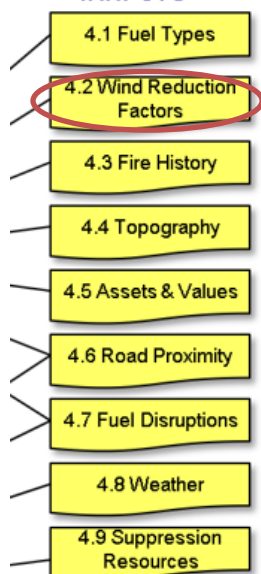 4.1 Fuel Types
4.2 Wind Reduction
Factors
4.3 Fire History
4.4 Topography
4.5 Assets & Values
4.6 Road Proximity
4.7 Fuel Disruptions
4.8 Weather
4.9 Suppression
Resources